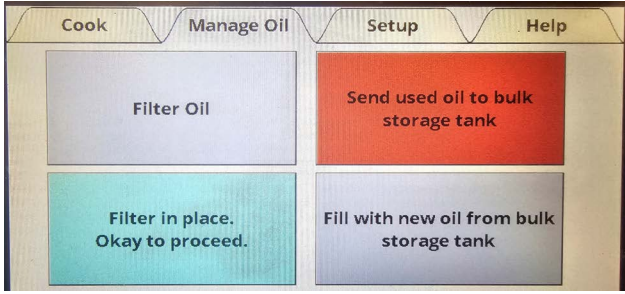 Cook
Manage Oil
Setup
Help
Filter Oil
Send used oil to bulk
storage tank
Filter in place.
Okay to proceed.
Fill with new oil from bulk
storage tank